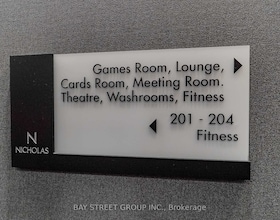 Games Room, Lounge,
Cards Room, Meeting Room.
Theatre, Washrooms, Fitness
201 - 204
Fitness
N
NICHOLAS
BAY STREET GROUP INC., Brokerage